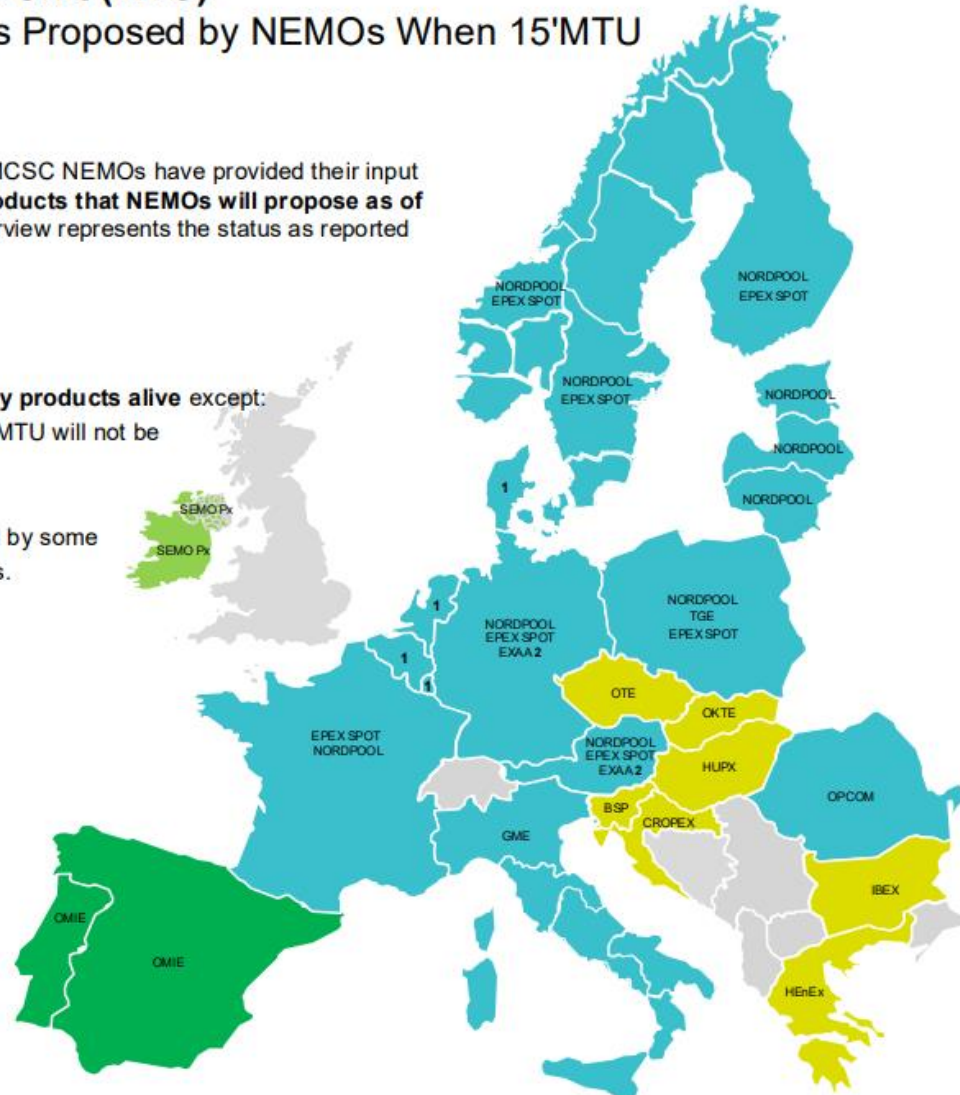 s Proposed by NEMOs When 15'MTU
MCSC NEMOs have provided their input
oducts that NEMOs will propose as of
rview represents the status as reported
y products alive except:
MTU will not be
by some
s.
NORDPOOL
EPEX SPOT
NORDPOOL
EPEX SPOT
NORDPOOL
EPEX SPOT
NORDPOOL
NORDPOOL
NORDPOOL
1
SEMO Px
SEMO Px
1
1
1
NORDPOOL
EPEX SPOT
EXAA 2
NORDPOOL
TGE
EPEX SPOT
OTE
OKTE
EPEX SPOT
NORDPOOL
NORDPOOL
EPEX SPOT
EXAA 2
HUPX
BSP
CROPEX
OPCOM
GME
IBEX
OMIE
OMIE
HEnEx